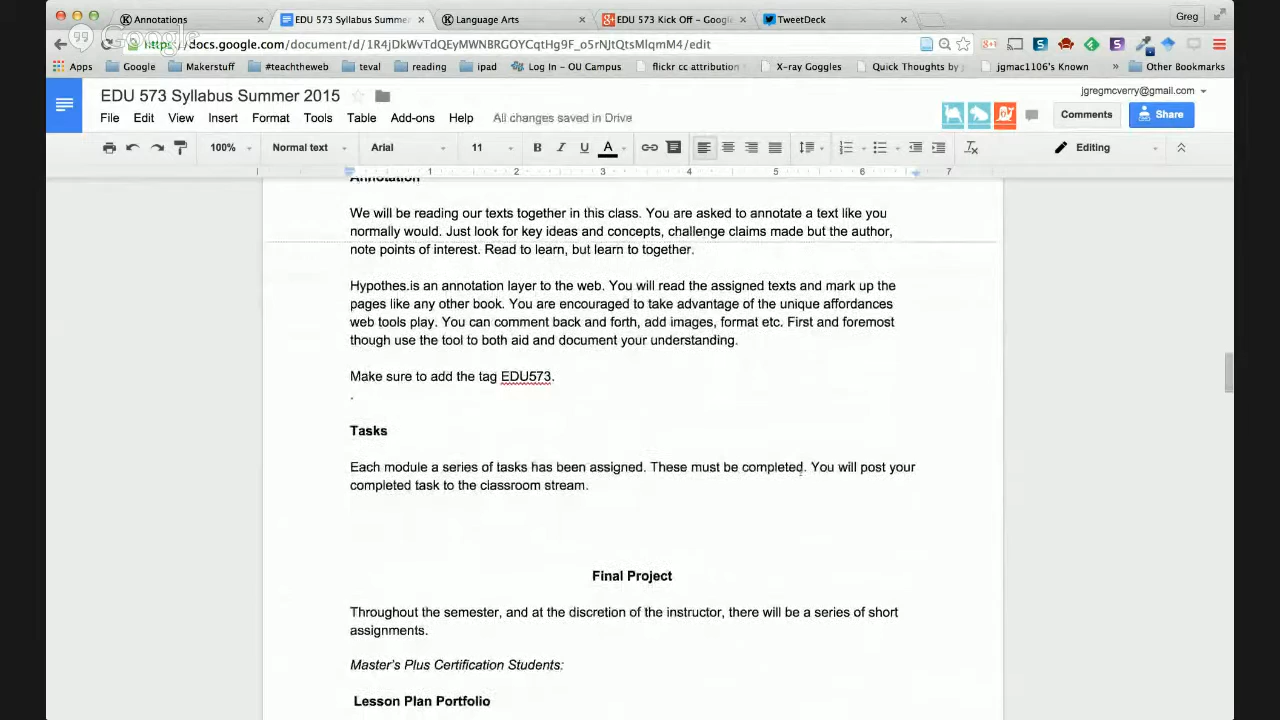 Annotations
EDU 573 Syllabus Summer
Language Arts
EDU 573 Kick Off - Google
TweetDeck
Greg
Google
https://docs.google.com/document/d/1R4jDkWvTdQEyMWNBRGOYCqtHg9F_o5rNJtQtsMlqmM4/edit
Apps
Google
Makerstuff
#teachtheweb
teval
reading
ipad
Log In - OU Campus
flickr cc attribution
X-ray Goggles
Quick Thoughts by
jgmac1106's Known
»
Other Bookmarks
EDU 573 Syllabus Summer 2015
jgregmcverry@gmail.com
File Edit View Insert Format Tools Table Add-ons Help All changes saved in Drive
Comments
Share
100% Normal text Arial 11 B I U A Editing
1 2 3 4 5 6 7
Annotation
We will be reading our texts together in this class. You are asked to annotate a text like you
normally would. Just look for key ideas and concepts, challenge claims made but the author,
note points of interest. Read to learn, but learn to together.
Hypothes.is an annotation layer to the web. You will read the assigned texts and mark up the
pages like any other book. You are encouraged to take advantage of the unique affordances
web tools play. You can comment back and forth, add images, format etc. First and foremost
though use the tool to both aid and document your understanding.
Make sure to add the tag EDU573.
.
Tasks
Each module a series of tasks has been assigned. These must be completed. You will post your
completed task to the classroom stream.
Final Project
Throughout the semester, and at the discretion of the instructor, there will be a series of short
assignments.
Master's Plus Certification Students:
Lesson Plan Portfolio